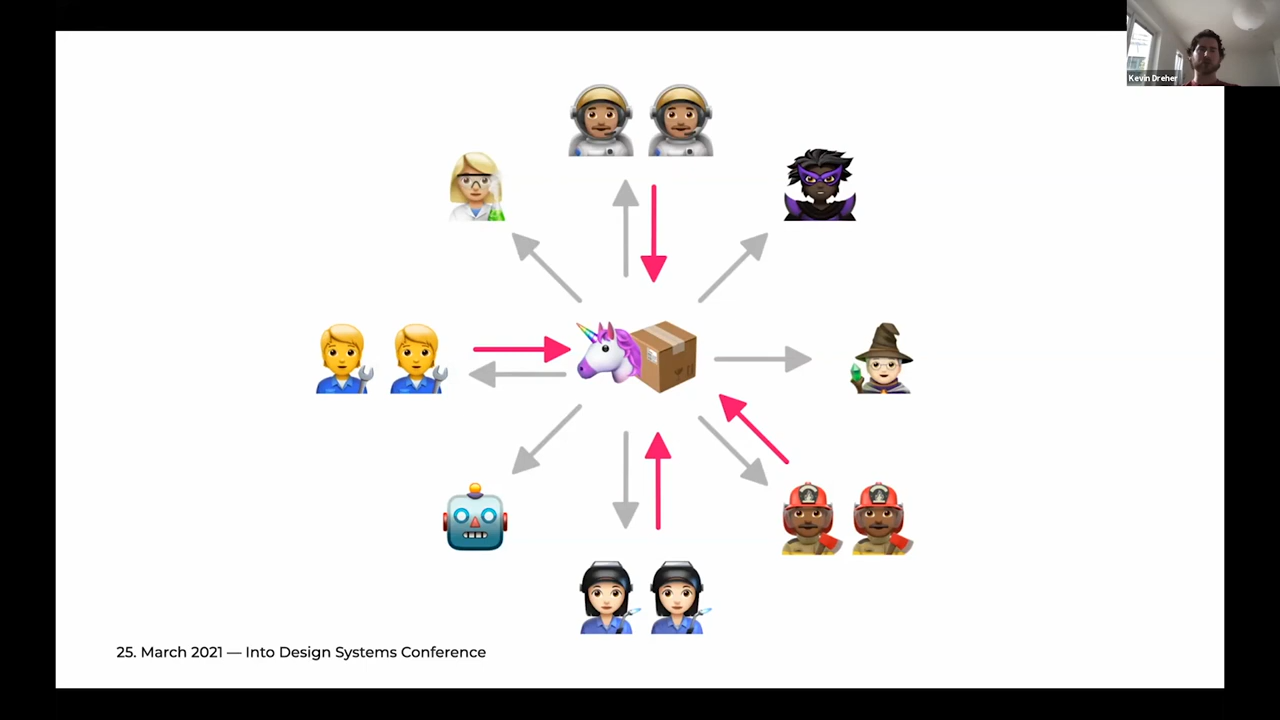 Kevin Dreher
25. March 2021 — Into Design Systems Conference